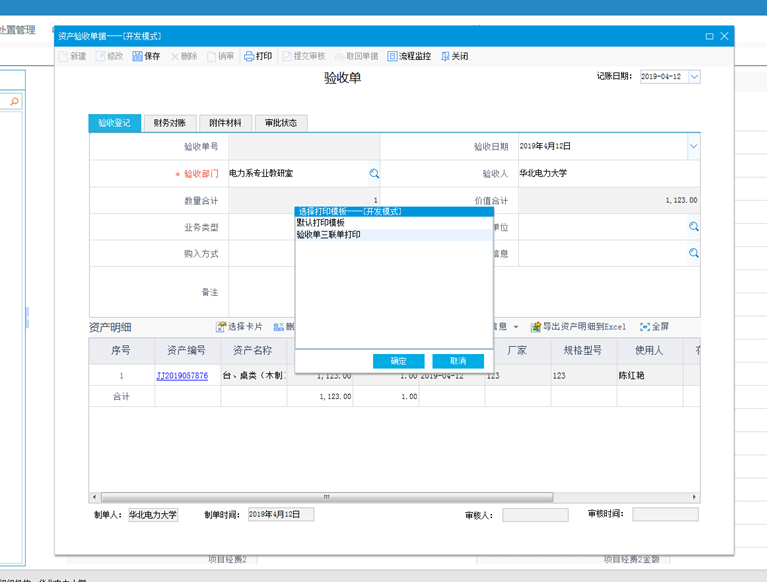 处置管理
资产验收单据----[开发模式]
新建 修改 保存 删除 销审 打印 提交审核 取回单据 流程监控 关闭
验收单
记账日期： 2019-04-12
验收登记 财务对账 附件材料 审批状态
验收单号 验收日期 2019年4月12日
* 验收部门 电力系专业教研室 验收人 华北电力大学
数量合计 1 价值合计 1,123.00
选择打印模板----[开发模式]
默认打印模板
业务类型 单位
验收单三联单打印
购入方式 信息
备注
资产明细 选择卡片 删 信息 导出资产明细到Excel 全屏
序号 资产编号 资产名称 厂家 规格型号 使用人 存
确定 取消
1 JJ2019057876 台、桌类（木制） 1,123.00 1.00 2019-04-12 123 123 陈红艳
合计 1,123.00 1.00
制单人： 华北电力大学 制单时间： 2019年4月12日 审核人： 审核时间：
项目经费2 项目经费2金额
华北电力大学